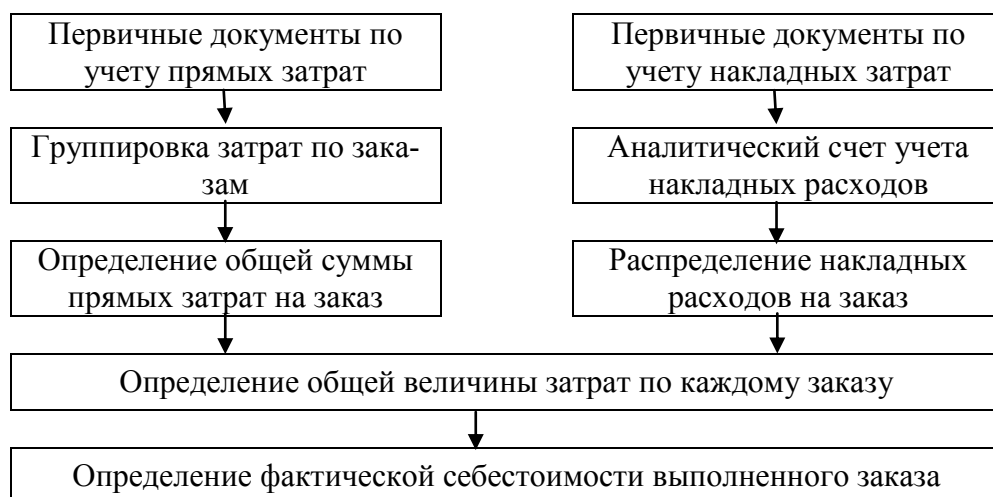 Первичные документы по
учету прямых затрат
Первичные документы по
учету накладных затрат
Группировка затрат по зака-
зам
Аналитический счет учета
накладных расходов
Определение общей суммы
прямых затрат на заказ
Распределение накладных
расходов на заказ
Определение общей величины затрат по каждому заказу
Определение фактической себестоимости выполненного заказа